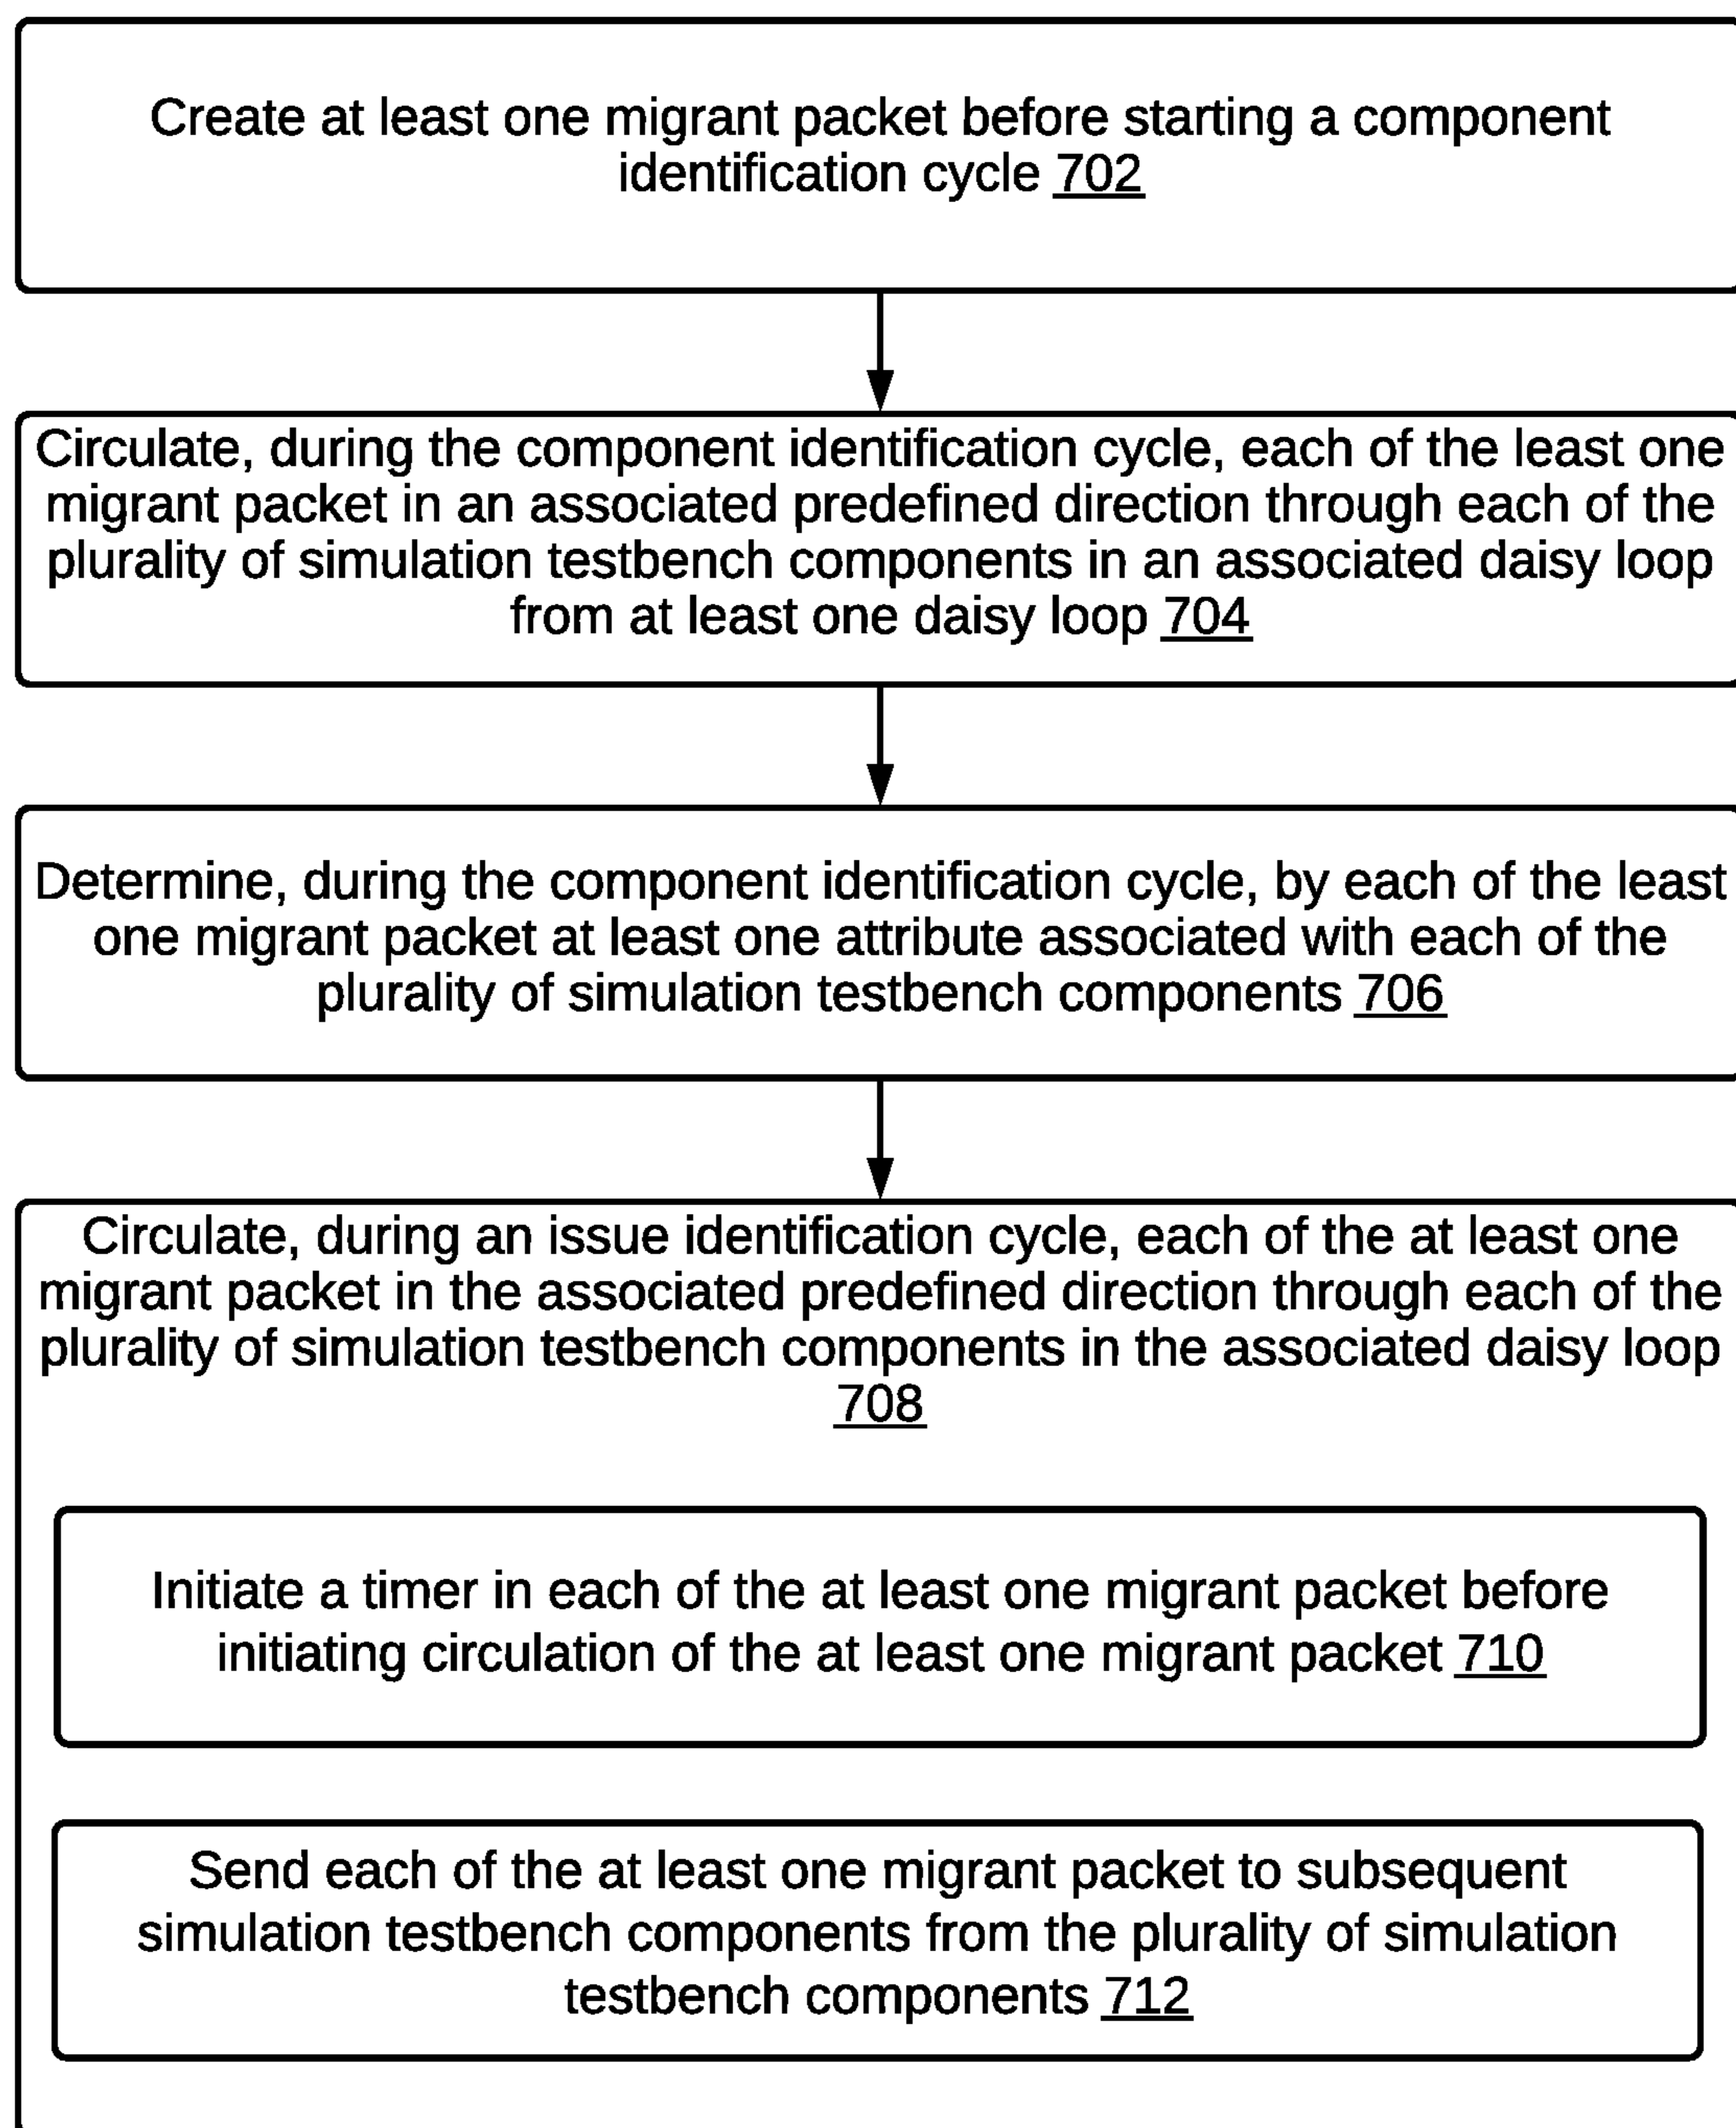 Create at least one migrant packet before starting a component
identification cycle 702
Circulate, during the component identification cycle, each of the least one
migrant packet in an associated predefined direction through each of the
plurality of simulation testbench components in an associated daisy loop
from at least one daisy loop 704
Determine, during the component identification cycle, by each of the least
one migrant packet at least one attribute associated with each of the
plurality of simulation testbench components 706
Circulate, during an issue identification cycle, each of the at least one
migrant packet in the associated predefined direction through each of the
plurality of simulation testbench components in the associated daisy loop
708
Initiate a timer in each of the at least one migrant packet before
initiating circulation of the at least one migrant packet 710
Send each of the at least one migrant packet to subsequent
simulation testbench components from the plurality of simulation
testbench components 712